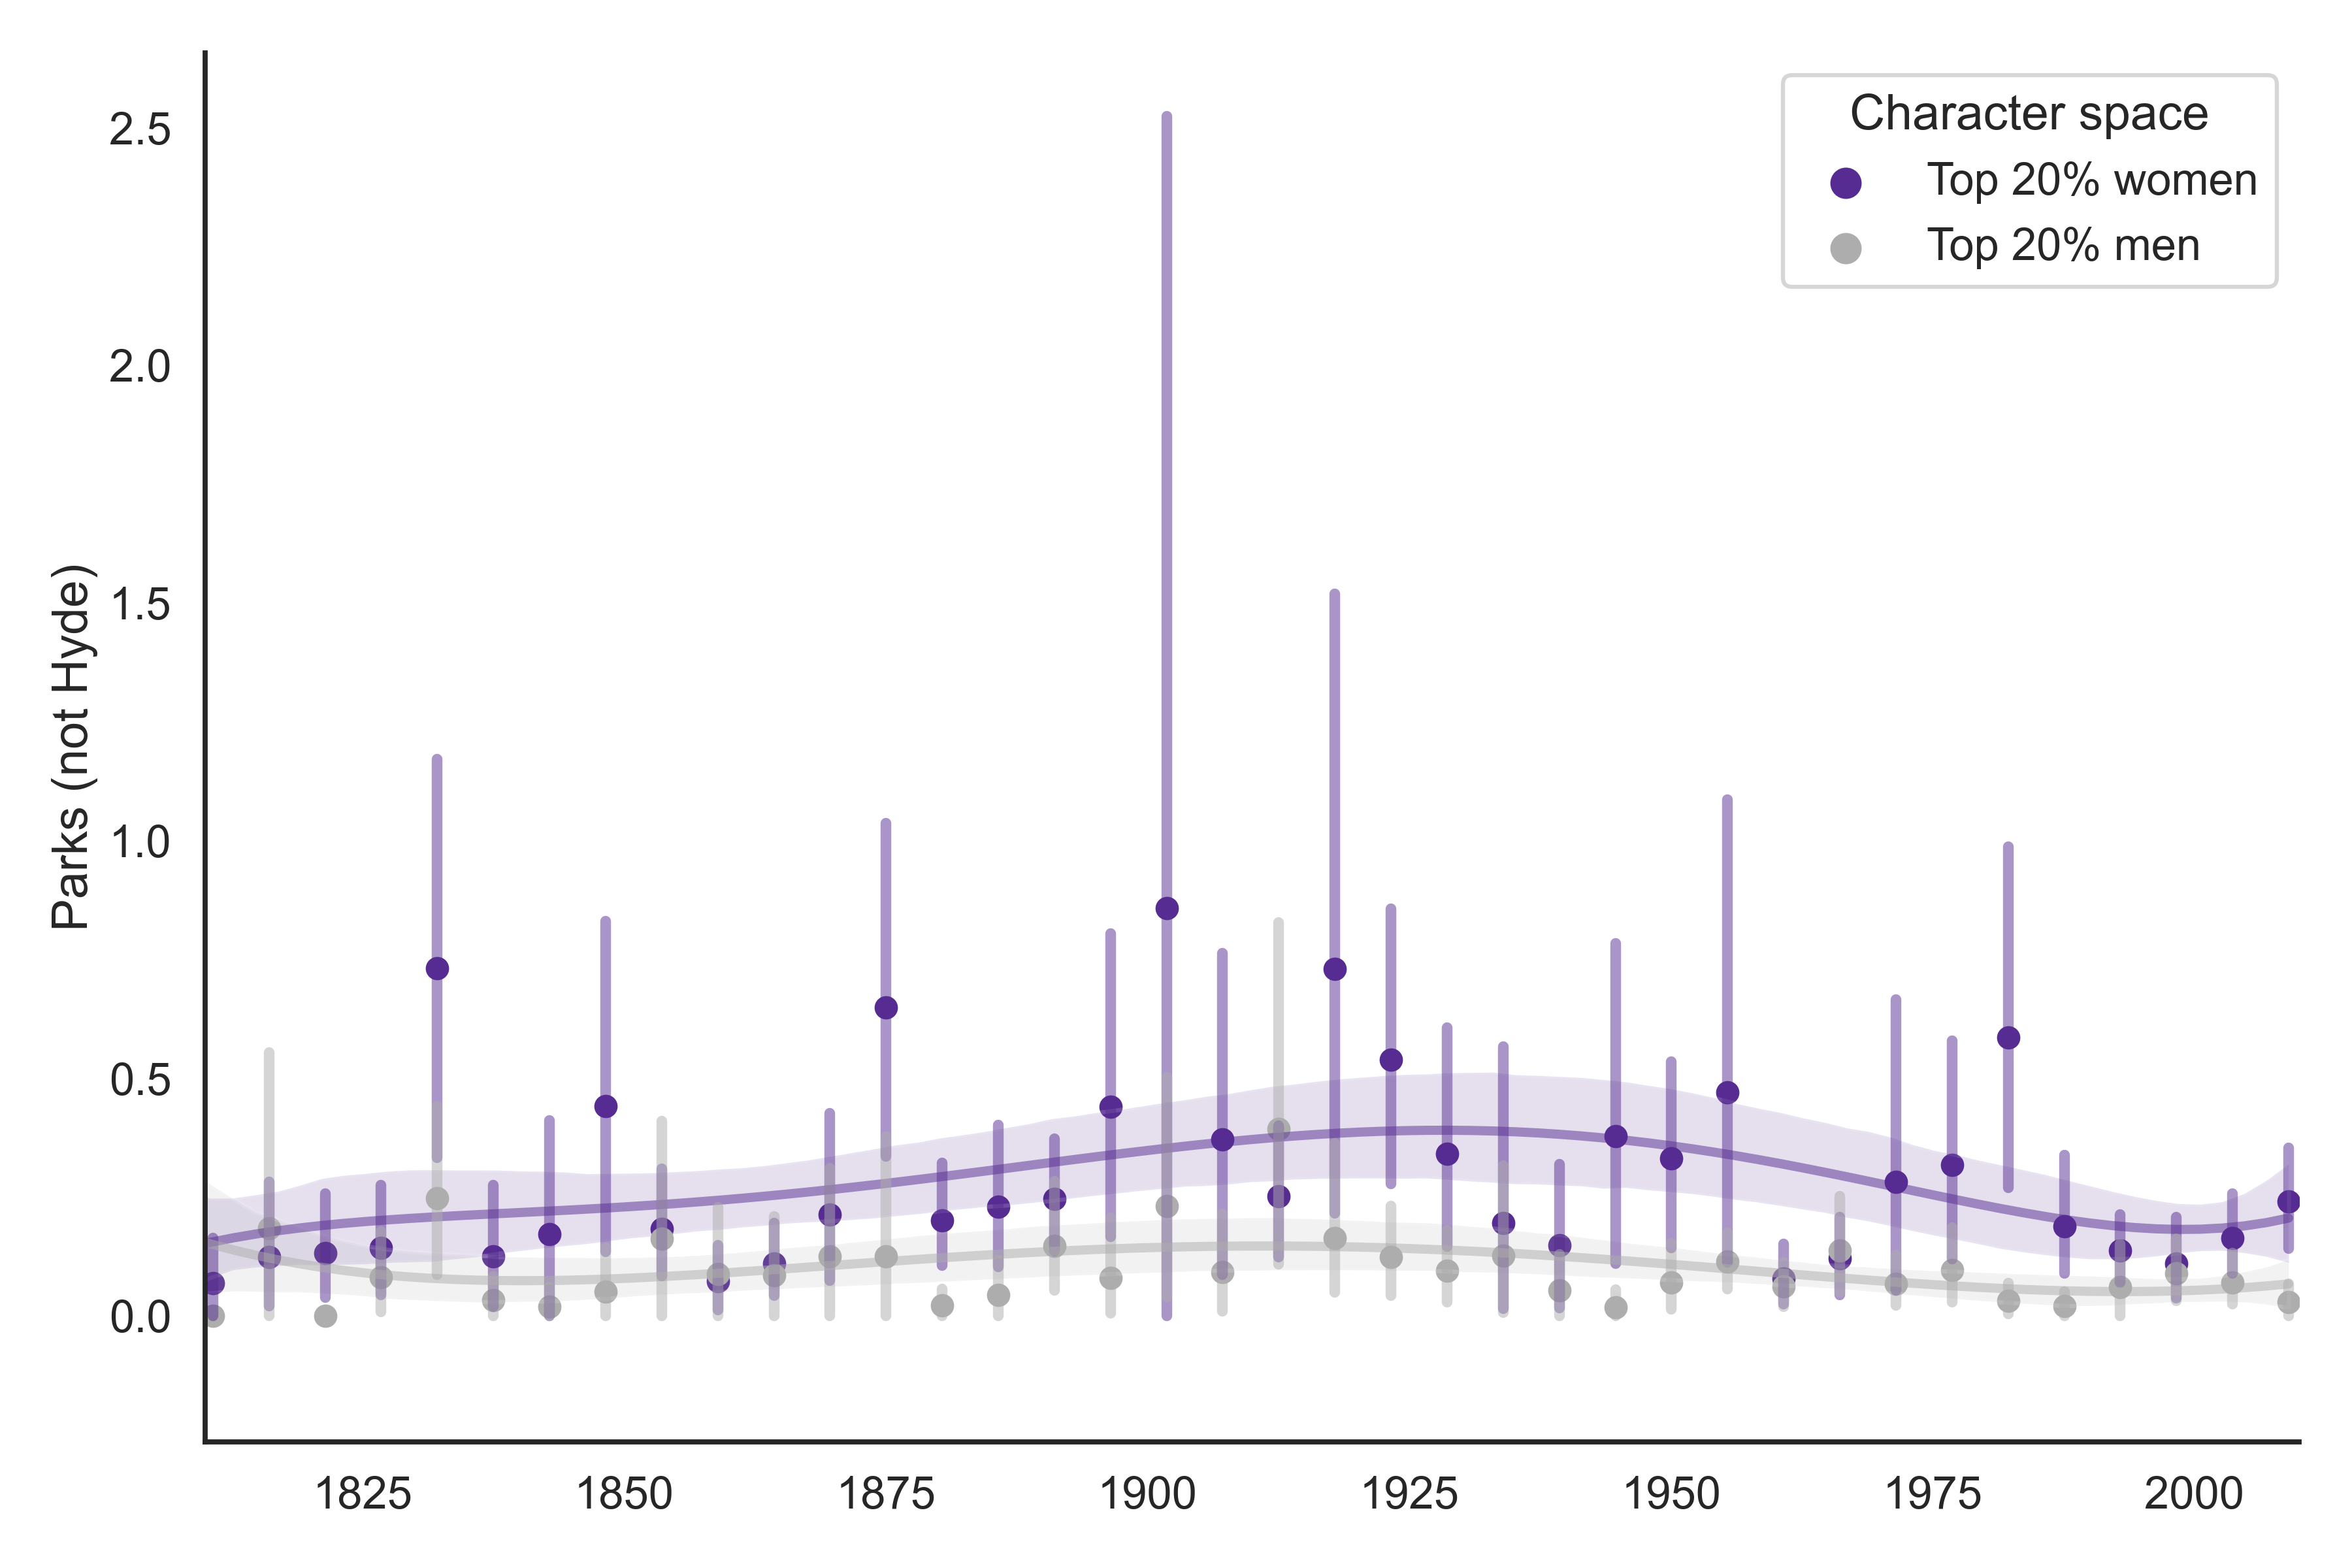 Character space
Top 20% women
Top 20% men
Parks (not Hyde)
2.5
2.0
1.5
1.0
0.5
0.0
1825 1850 1875 1900 1925 1950 1975 2000